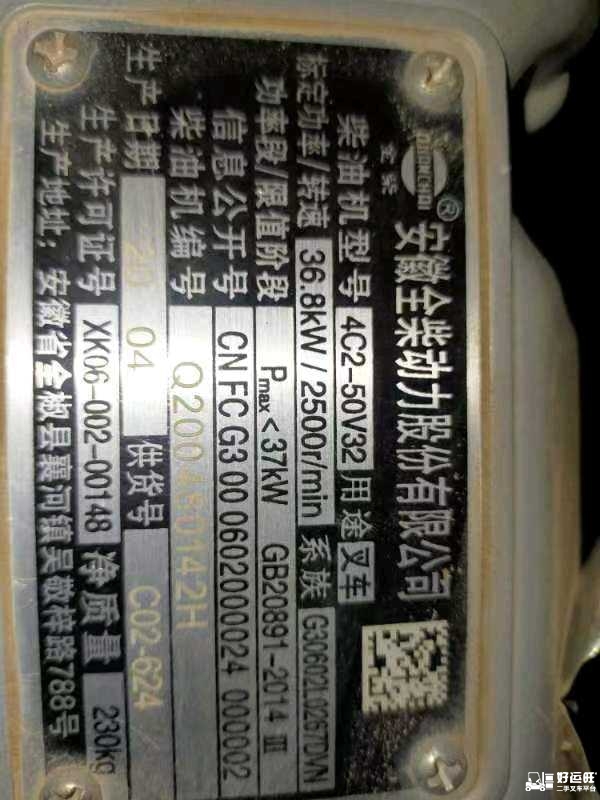 QUANCHAI
®
全柴
安徽全柴动力股份有限公司
柴油机型号 4C2-50V32 用途 叉车
标定功率/转速 36.8kW/2500r/min 系族 G30602L0267DVN
功率段/限值阶段 Pmax<37kW GB20891-2014 Ⅲ
信息公开号 CN FC G3 00 0602000024 000002
柴油机编号 Q200480142H
生产日期 20 04 供货号 C02-624
生产许可证号 XK06-002-00148 净质量 230kg
生产地址：安徽省全椒县襄河镇吴敬梓路788号
好运旺
二手叉车平台